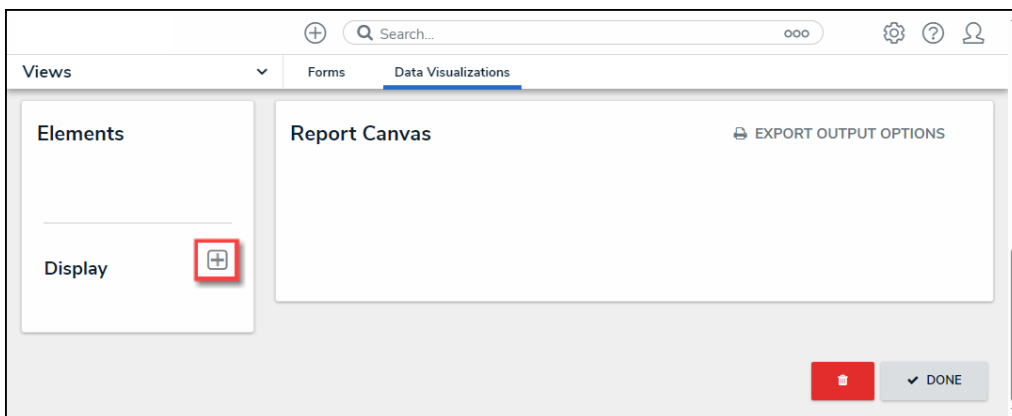 Search...
Views
Forms
Data Visualizations
Elements
Report Canvas
EXPORT OUTPUT OPTIONS
Display
DONE